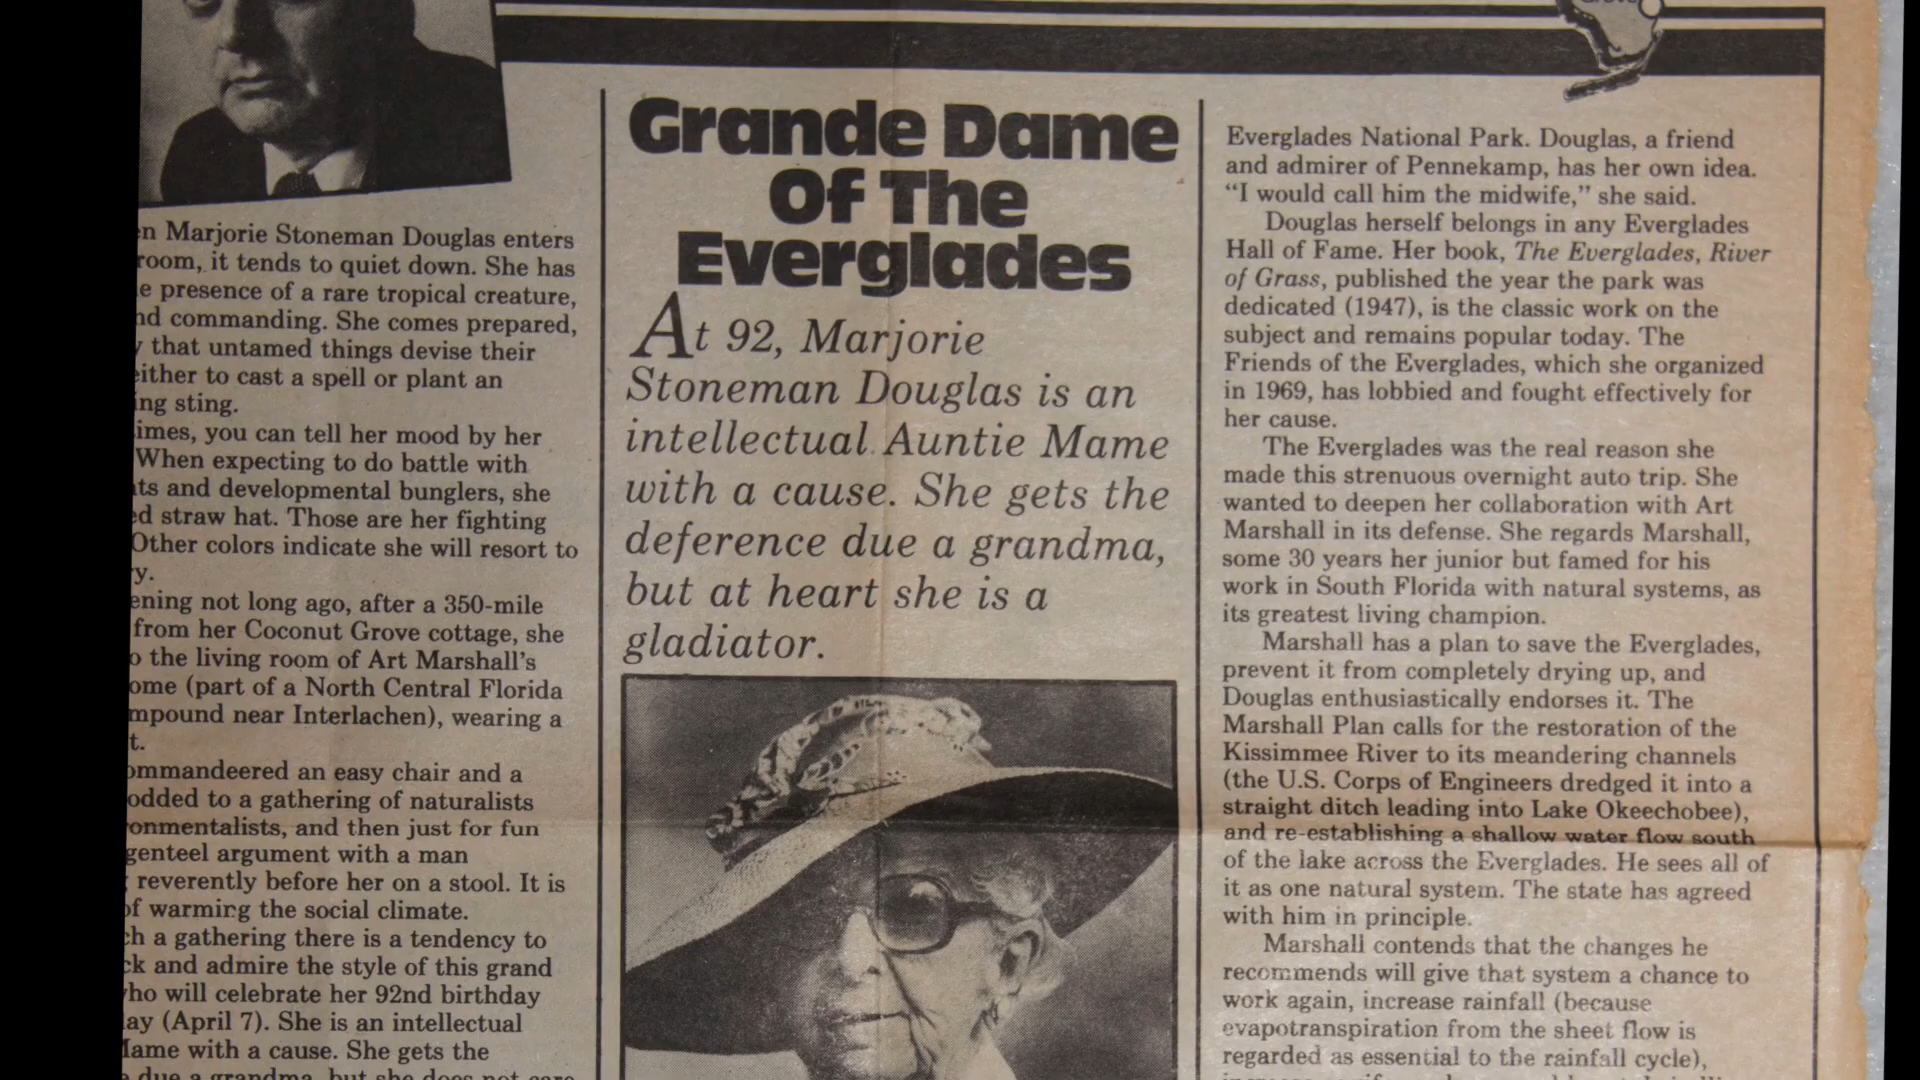 Grove
n Marjorie Stoneman Douglas enters
room, it tends to quiet down. She has
e presence of a rare tropical creature,
nd commanding. She comes prepared,
that untamed things devise their
either to cast a spell or plant an
ing sting.
imes, you can tell her mood by her
When expecting to do battle with
ts and developmental bunglers, she
ed straw hat. Those are her fighting
Other colors indicate she will resort to
y.
ening not long ago, after a 350-mile
from her Coconut Grove cottage, she
o the living room of Art Marshall's
ome (part of a North Central Florida
mpound near Interlachen), wearing a
t.
ommandeered an easy chair and a
odded to a gathering of naturalists
onmentalists, and then just for fun
genteel argument with a man
reverently before her on a stool. It is
of warming the social climate.
ch a gathering there is a tendency to
ck and admire the style of this grand
ho will celebrate her 92nd birthday
ay (April 7). She is an intellectual
Mame with a cause. She gets the
due a grandma, but she does not
Grande Dame
Of The
Everglades
At 92, Marjorie
Stoneman Douglas is an
intellectual Auntie Mame
with a cause. She gets the
deference due a grandma,
but at heart she is a
gladiator.
Everglades National Park. Douglas, a friend
and admirer of Pennekamp, has her own idea.
“I would call him the midwife,” she said.
Douglas herself belongs in any Everglades
Hall of Fame. Her book, The Everglades, River
of Grass, published the year the park was
dedicated (1947), is the classic work on the
subject and remains popular today. The
Friends of the Everglades, which she organized
in 1969, has lobbied and fought effectively for
her cause.
The Everglades was the real reason she
made this strenuous overnight auto trip. She
wanted to deepen her collaboration with Art
Marshall in its defense. She regards Marshall,
some 30 years her junior but famed for his
work in South Florida with natural systems, as
its greatest living champion.
Marshall has a plan to save the Everglades,
prevent it from completely drying up, and
Douglas enthusiastically endorses it. The
Marshall Plan calls for the restoration of the
Kissimmee River to its meandering channels
(the U.S. Corps of Engineers dredged it into a
straight ditch leading into Lake Okeechobee),
and re-establishing a shallow water flow south
of the lake across the Everglades. He sees all of
it as one natural system. The state has agreed
with him in principle.
Marshall contends that the changes he
recommends will give that system a chance to
work again, increase rainfall (because
evapotranspiration from the sheet flow is
regarded as essential to the rainfall cycle),